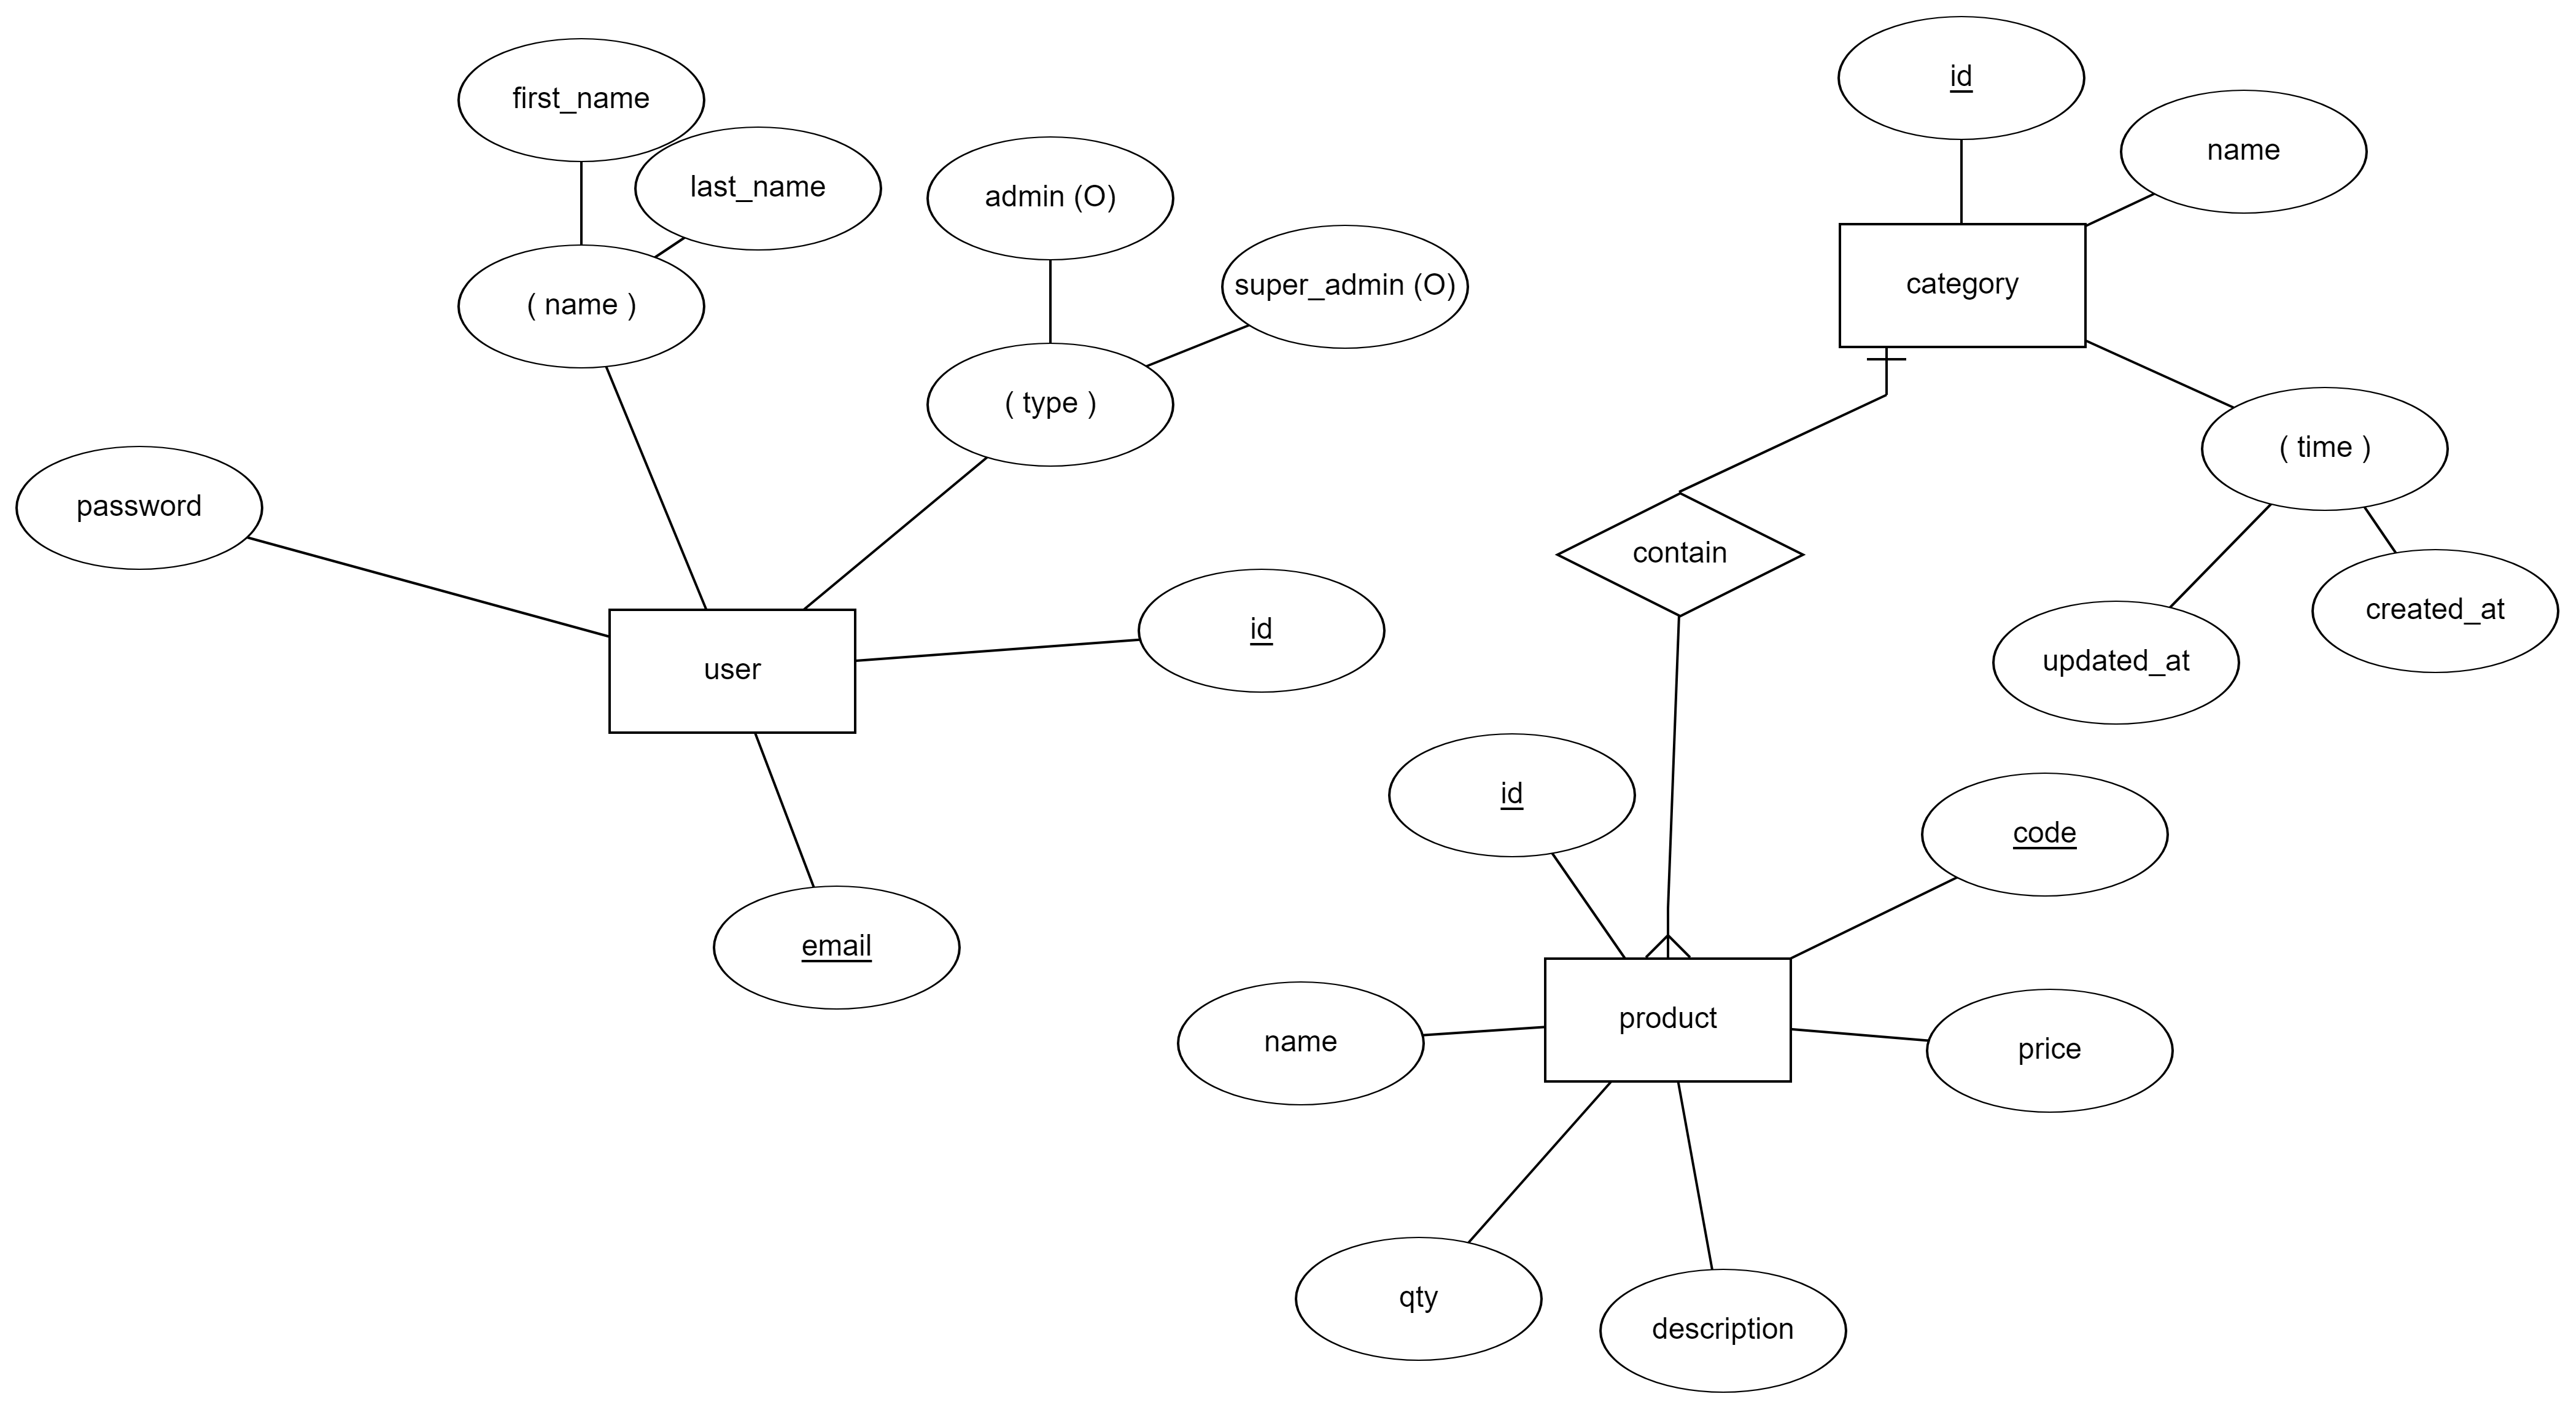 id
first_name
name
last_name
admin (O)
super_admin (O)
category
( name )
( type )
( time )
password
contain
created_at
id
updated_at
user
id
code
email
product
name
price
qty
description